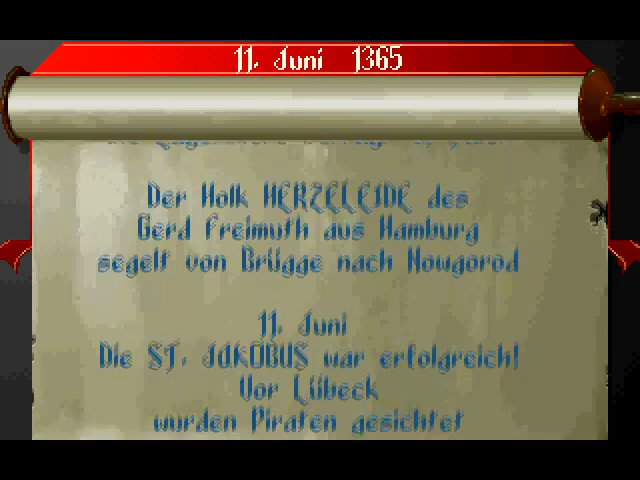 11. Juni 1365
Der Holk HERZELEIDE des
Gerd Freimuth aus Hamburg
segelt von Brügge nach Nowgorod
11. Juni
Die ST. JAKOBUS war erfolgreich!
Vor Lübeck
wurden Piraten gesichtet